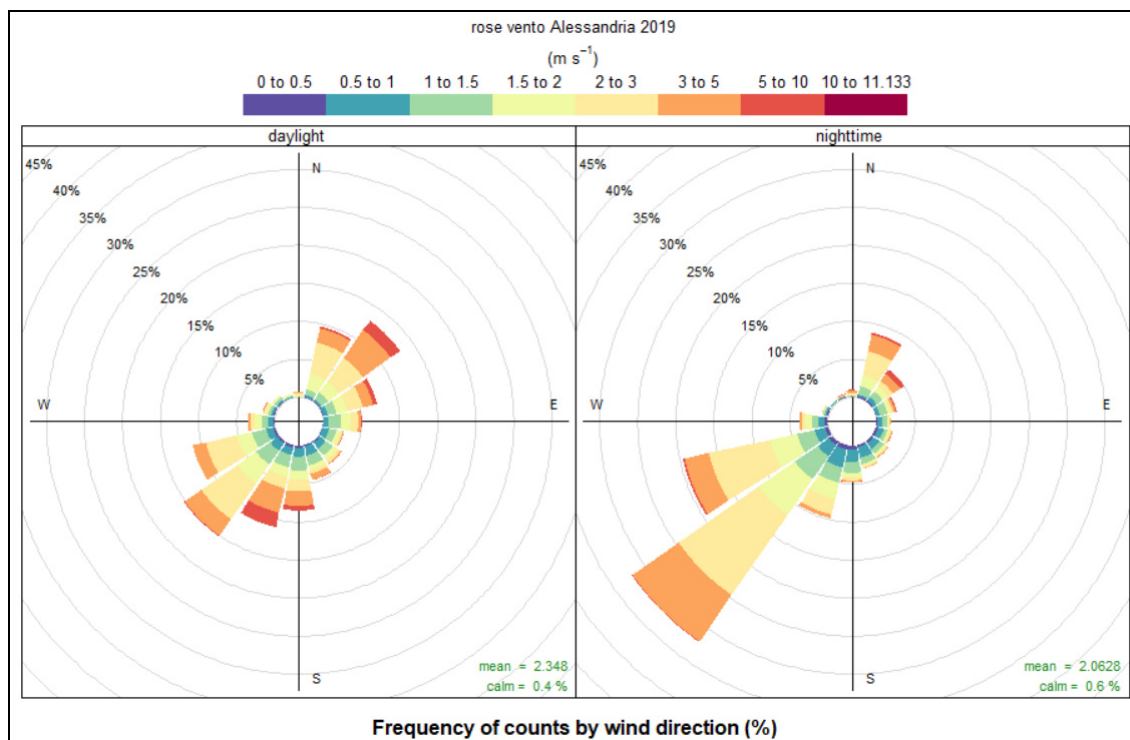 rose vento Alessandria 2019
(m s⁻¹)
0 to 0.5 0.5 to 1 1 to 1.5 1.5 to 2 2 to 3 3 to 5 5 to 10 10 to 11.133
daylight
45%
40%
35%
30%
25%
20%
15%
10%
5%
N
W
E
S
mean = 2.348
calm = 0.4 %
nighttime
45%
40%
35%
30%
25%
20%
15%
10%
5%
N
W
E
S
mean = 2.0628
calm = 0.6 %
Frequency of counts by wind direction (%)